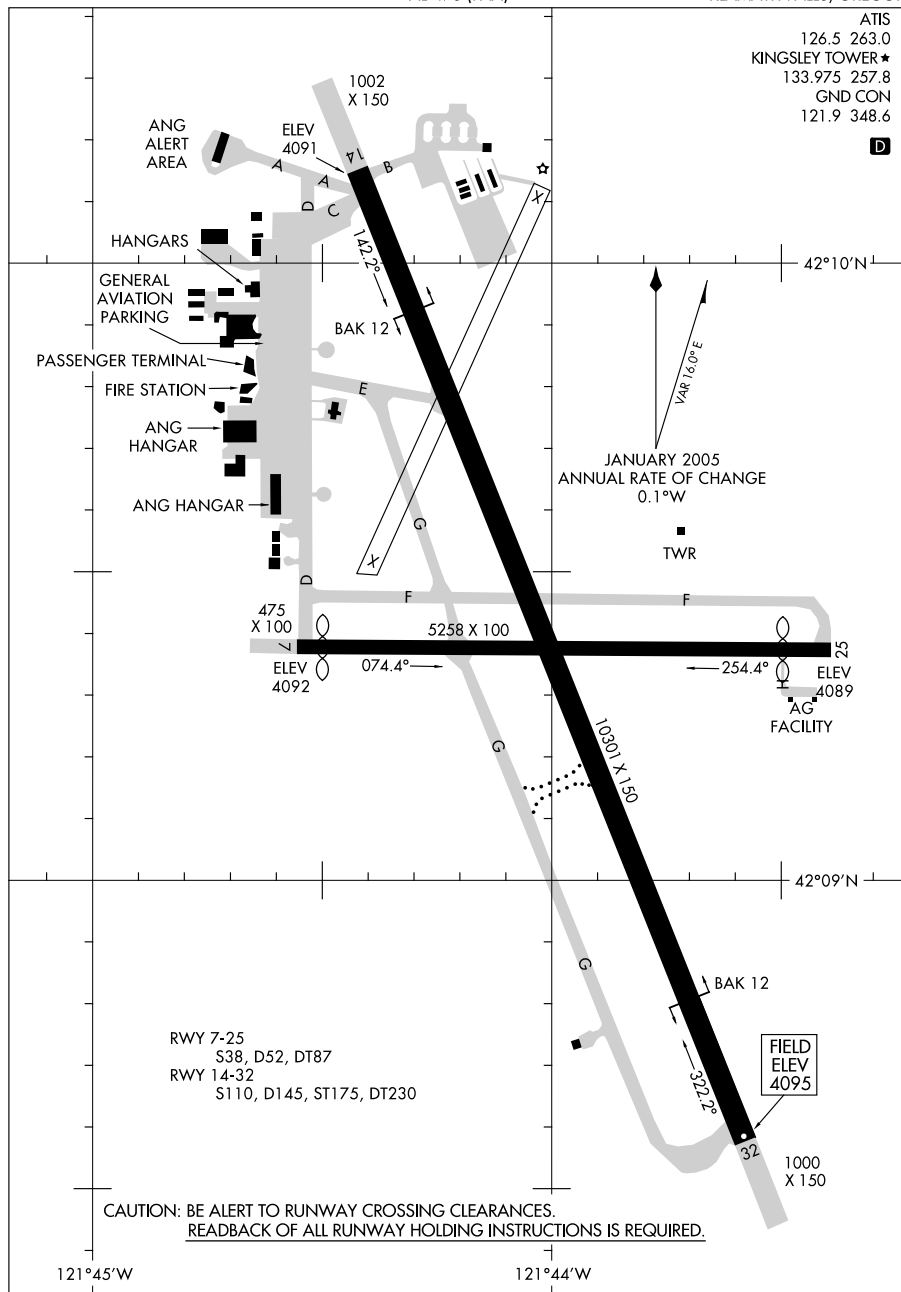 ATIS
126.5 263.0
KINGSLEY TOWER★
133.975 257.8
GND CON
121.9 348.6
D
1002
X 150
ANG
ALERT
AREA
ELEV
4091
14
A
A
B
C
D
142.2°
X
HANGARS
42°10'N
GENERAL
AVIATION
PARKING
BAK 12
VAR 16.0° E
PASSENGER TERMINAL
FIRE STATION
E
ANG
HANGAR
JANUARY 2005
ANNUAL RATE OF CHANGE
0.1°W
ANG HANGAR
G
TWR
X
D
F
F
475
X 100
5258 X 100
7
25
ELEV
4092
074.4°
254.4°
ELEV
4089
H
AG
FACILITY
G
10301 X 150
42°09'N
G
BAK 12
RWY 7-25
S38, D52, DT87
RWY 14-32
S110, D145, ST175, DT230
322.2°
FIELD
ELEV
4095
32
1000
X 150
CAUTION: BE ALERT TO RUNWAY CROSSING CLEARANCES.
READBACK OF ALL RUNWAY HOLDING INSTRUCTIONS IS REQUIRED.
121°45'W
121°44'W